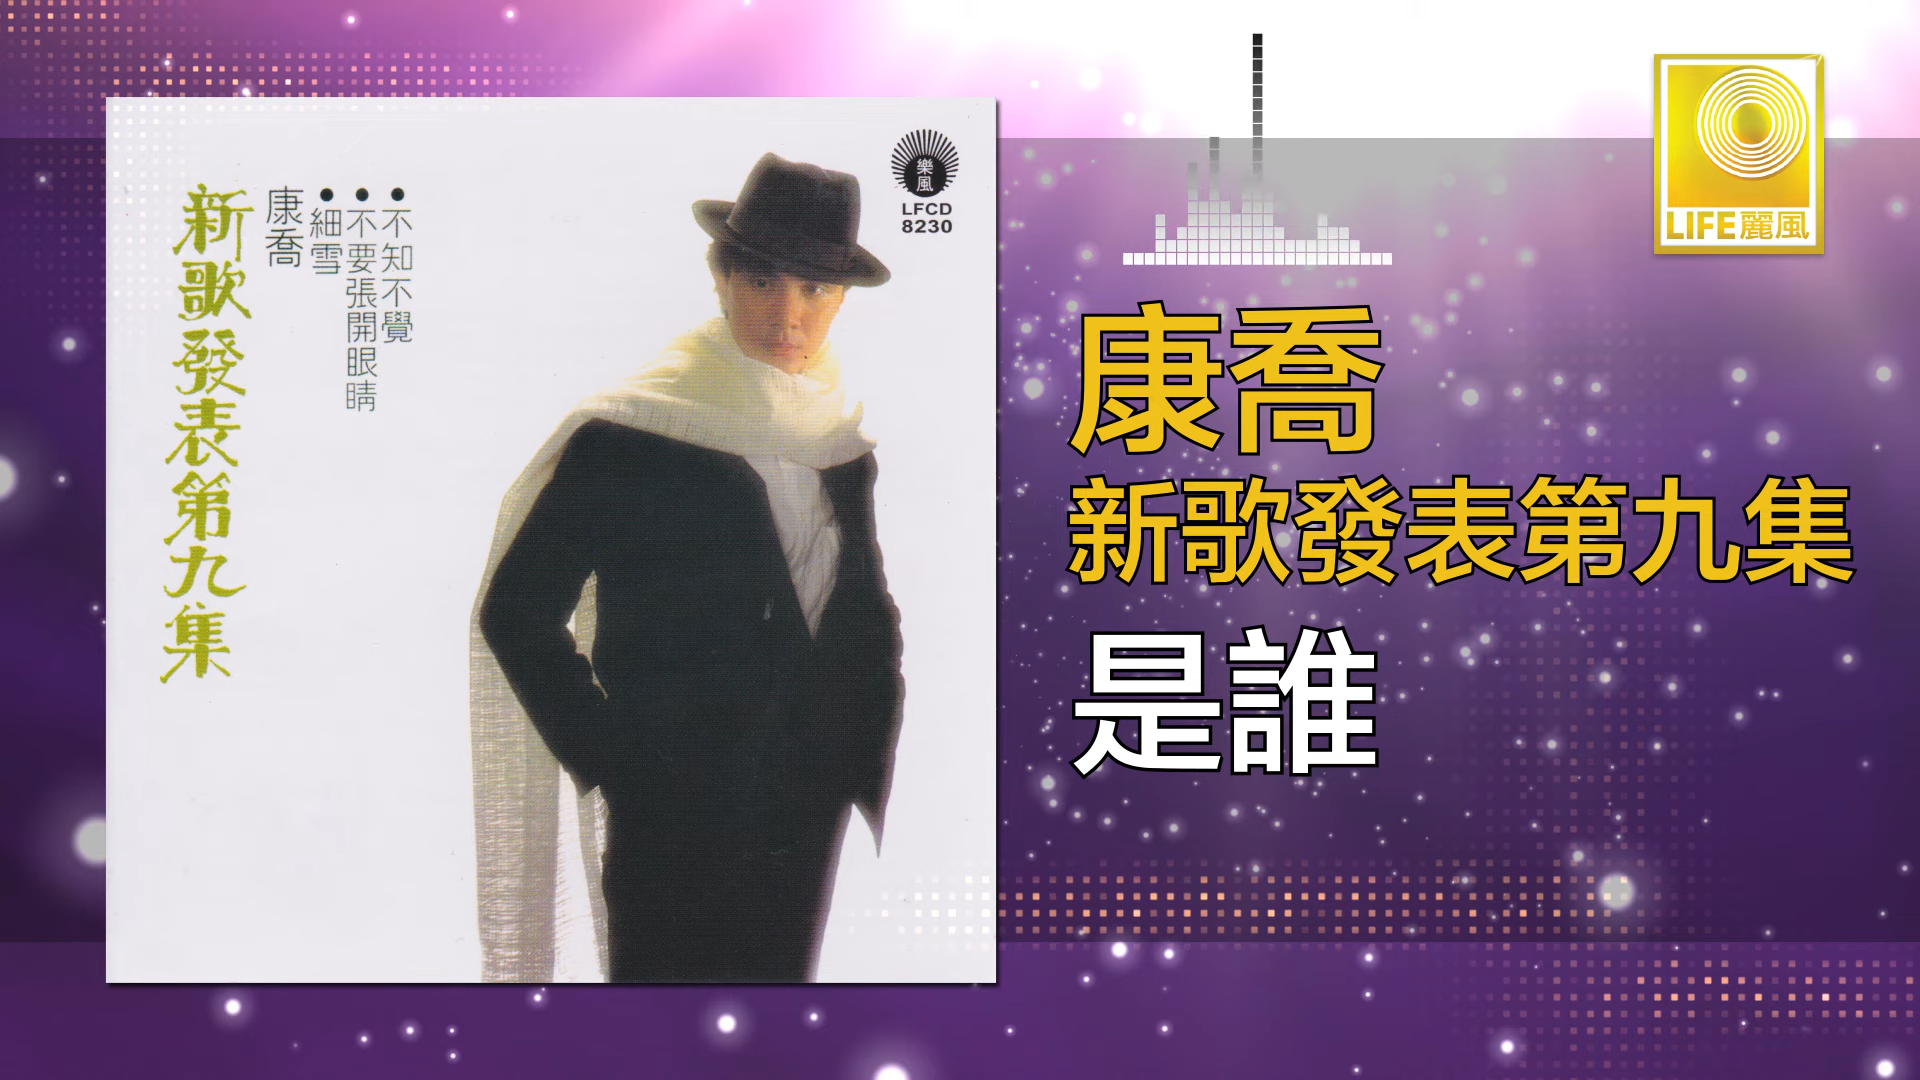 樂風
LFCD
8230
不知不覺
不要張開眼睛
細雪
康喬
新歌發表第九集
LIFE麗風
康喬
新歌發表第九集
是誰